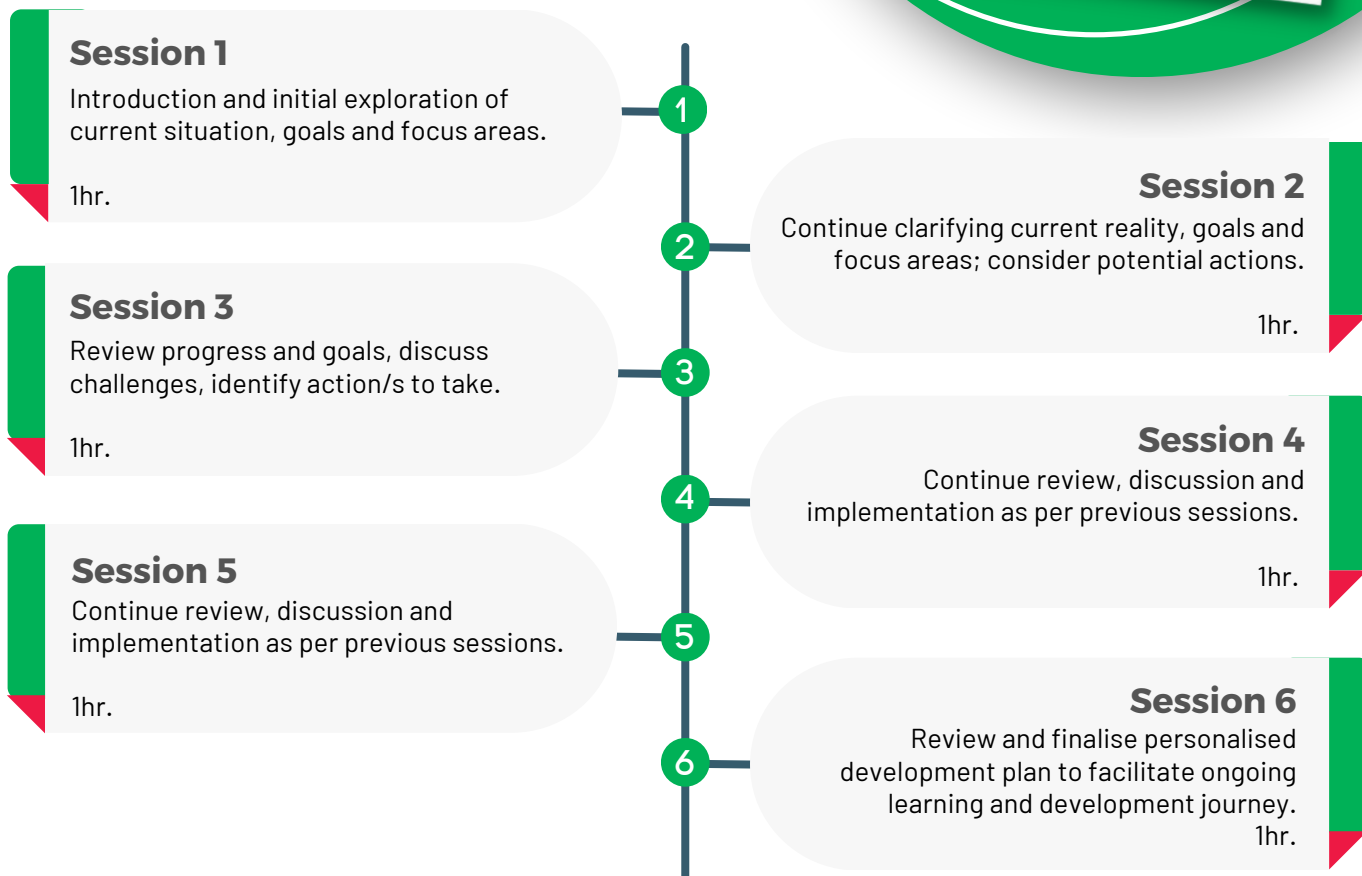 Session 1
Introduction and initial exploration of
current situation, goals and focus areas.
1hr.
1
Session 2
Continue clarifying current reality, goals and
focus areas; consider potential actions.
1hr.
2
Session 3
Review progress and goals, discuss
challenges, identify action/s to take.
1hr.
3
Session 4
Continue review, discussion and
implementation as per previous sessions.
1hr.
4
Session 5
Continue review, discussion and
implementation as per previous sessions.
1hr.
5
Session 6
Review and finalise personalised
development plan to facilitate ongoing
learning and development journey.
1hr.
6